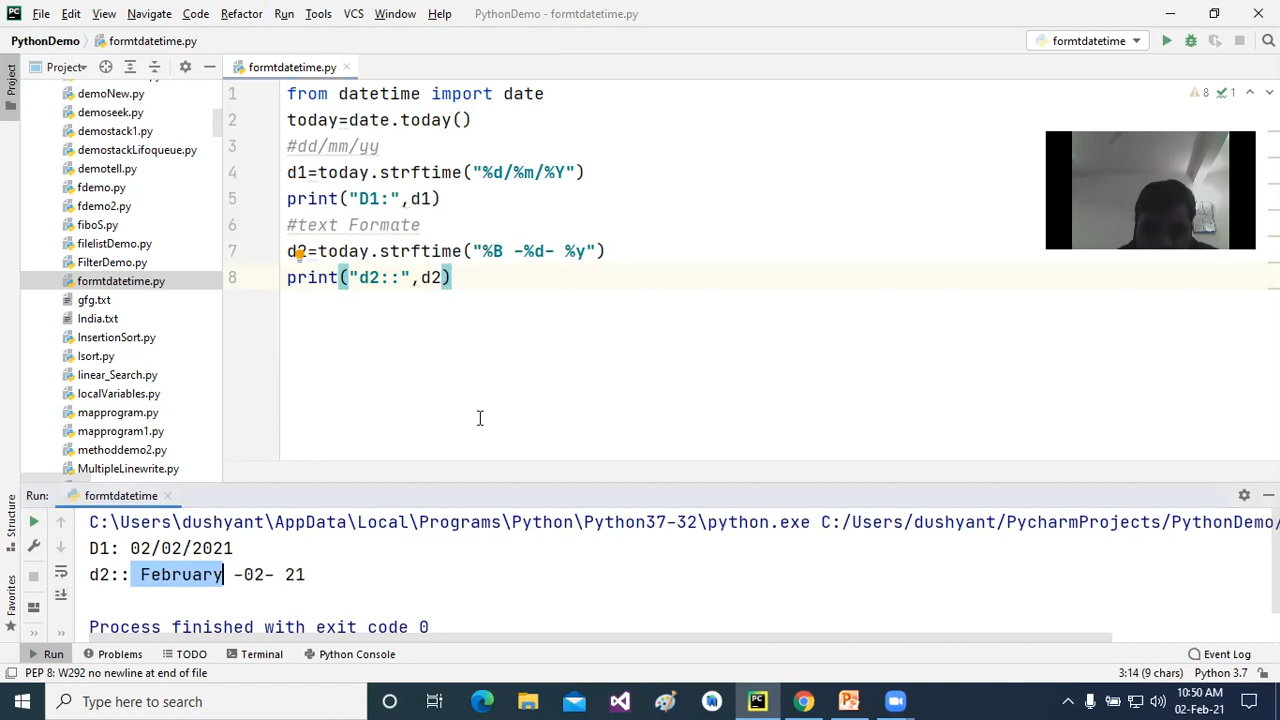 File Edit View Navigate Code Refactor Run Tools VCS Window Help PythonDemo - formtdatetime.py
PythonDemo formtdatetime.py formtdatetime
Project formtdatetime.py
Project
demoNew.py
demoseek.py
demostack1.py
demostackLifoqueue.py
demotell.py
fdemo.py
fdemo2.py
fiboS.py
filelistDemo.py
FilterDemo.py
formtdatetime.py
gfg.txt
India.txt
InsertionSort.py
Isort.py
linear_Search.py
localVariables.py
mapprogram.py
mapprogram1.py
methoddemo2.py
MultipleLinewrite.py
8 1
1 from datetime import date
2 today=date.today()
3 #dd/mm/yy
4 d1=today.strftime("%d/%m/%Y")
5 print("D1:",d1)
6 #text Formate
7 d2=today.strftime("%B -%d- %y")
8 print("d2::",d2)
Structure
Favorites
Run: formtdatetime
C:\Users\dushyant\AppData\Local\Programs\Python\Python37-32\python.exe C:/Users/dushyant/PycharmProjects/PythonDemo/
D1: 02/02/2021
d2:: February -02- 21
Process finished with exit code 0
Run Problems TODO Terminal Python Console Event Log
PEP 8: W292 no newline at end of file 3:14 (9 chars) Python 3.7
Type here to search 10:50 AM
02-Feb-21